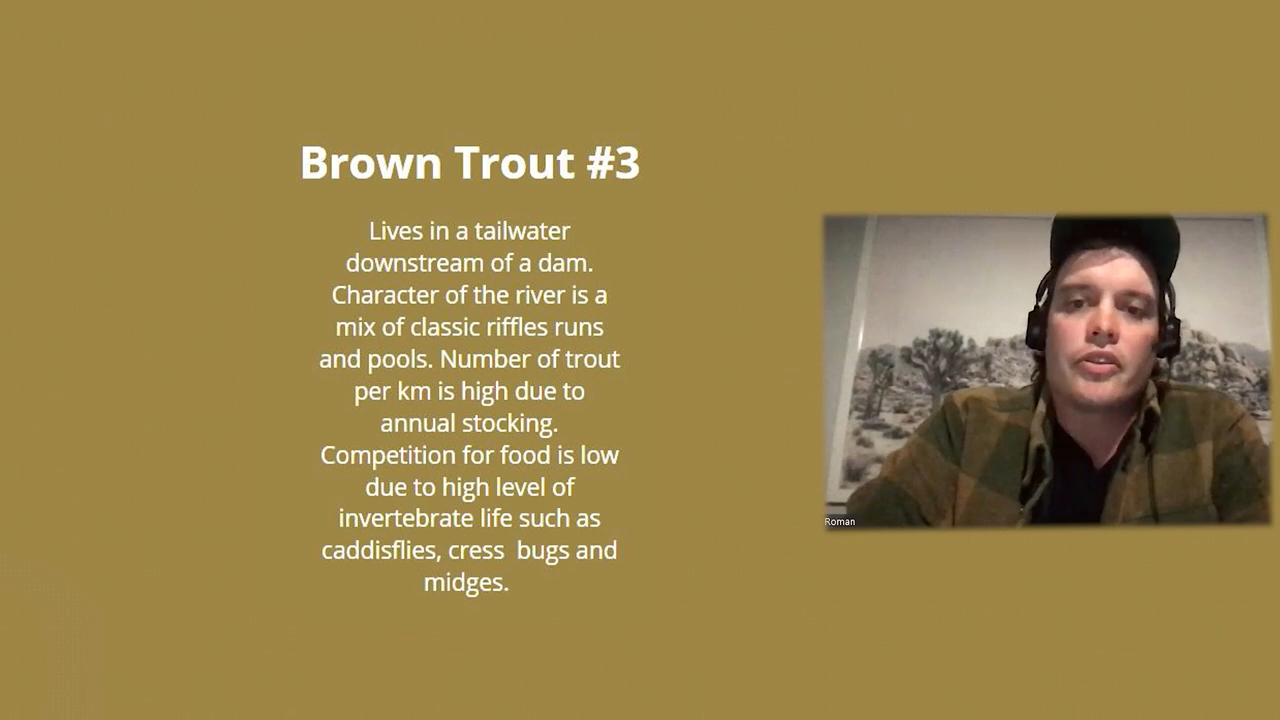 Brown Trout #3
Lives in a tailwater
downstream of a dam.
Character of the river is a
mix of classic riffles runs
and pools. Number of trout
per km is high due to
annual stocking.
Competition for food is low
due to high level of
invertebrate life such as
caddisflies, cress  bugs and
midges.
Roman